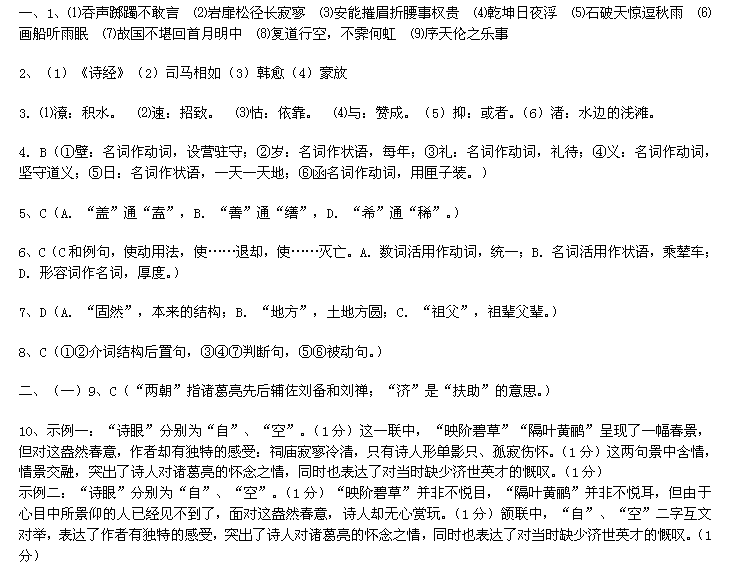 一、1、⑴吞声踯躅不敢言 ⑵岩扉松径长寂寥 ⑶安能摧眉折腰事权贵 ⑷乾坤日夜浮 ⑸石破天惊逗秋雨 ⑹
画船听雨眠 ⑺故国不堪回首月明中 ⑻复道行空，不霁何虹 ⑼序天伦之乐事
2、（1）《诗经》（2）司马相如（3）韩愈（4）蒙放
3. ⑴潦：积水。 ⑵速：招致。 ⑶怙：依靠。 ⑷与：赞成。（5）抑：或者。（6）渚：水边的浅滩。
4. B（①壁：名词作动词，设营驻守；②岁：名词作状语，每年；③礼：名词作动词，礼待；④义：名词作动词，
坚守道义；⑤日：名词作状语，一天一天地；⑥函名词作动词，用匣子装。）
5、C（A. “盖”通“盍”，B. “善”通“缮”，D. “希”通“稀”。）
6、C（C和例句，使动用法，使……退却，使……灭亡。A. 数词活用作动词，统一；B. 名词活用作状语，乘辇车；
D. 形容词作名词，厚度。）
7、D（A. “固然”，本来的结构；B. “地方”，土地方圆；C. “祖父”，祖辈父辈。）
8、C（①②介词结构后置句，③④⑦判断句，⑤⑥被动句。）
二、（一）9、C（“两朝”指诸葛亮先后辅佐刘备和刘禅；“济”是“扶助”的意思。）
10、示例一：“诗眼”分别为“自”、“空”。（1分）这一联中，“映阶碧草”“隔叶黄鹂”呈现了一幅春景，
但对这盎然春意，作者却有独特的感受：祠庙寂寥冷清，只有诗人形单影只、孤寂伤怀。（1分）这两句景中含情，
情景交融，突出了诗人对诸葛亮的怀念之情，同时也表达了对当时缺少济世英才的慨叹。（1分）
示例二：“诗眼”分别为“自”、“空”。（1分）“映阶碧草”并非不悦目，“隔叶黄鹂”并非不悦耳，但由于
心目中所景仰的人已经见不到了，面对这盎然春意，诗人却无心赏玩。（1分）颔联中，“自”、“空”二字互文
对举，表达了作者有独特的感受，突出了诗人对诸葛亮的怀念之情，同时也表达了对当时缺少济世英才的慨叹。（1
分）